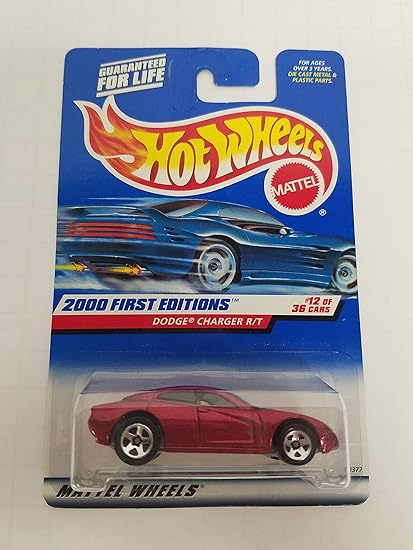 GUARANTEED
FOR LIFE
FOR AGES
OVER 3 YEARS.
DIE CAST METAL &
PLASTIC PARTS.
HOT WHEELS
MATTEL
®
2000 FIRST EDITIONS™
#12 OF
36 CARS
DODGE® CHARGER R/T
MATTEL WHEELS